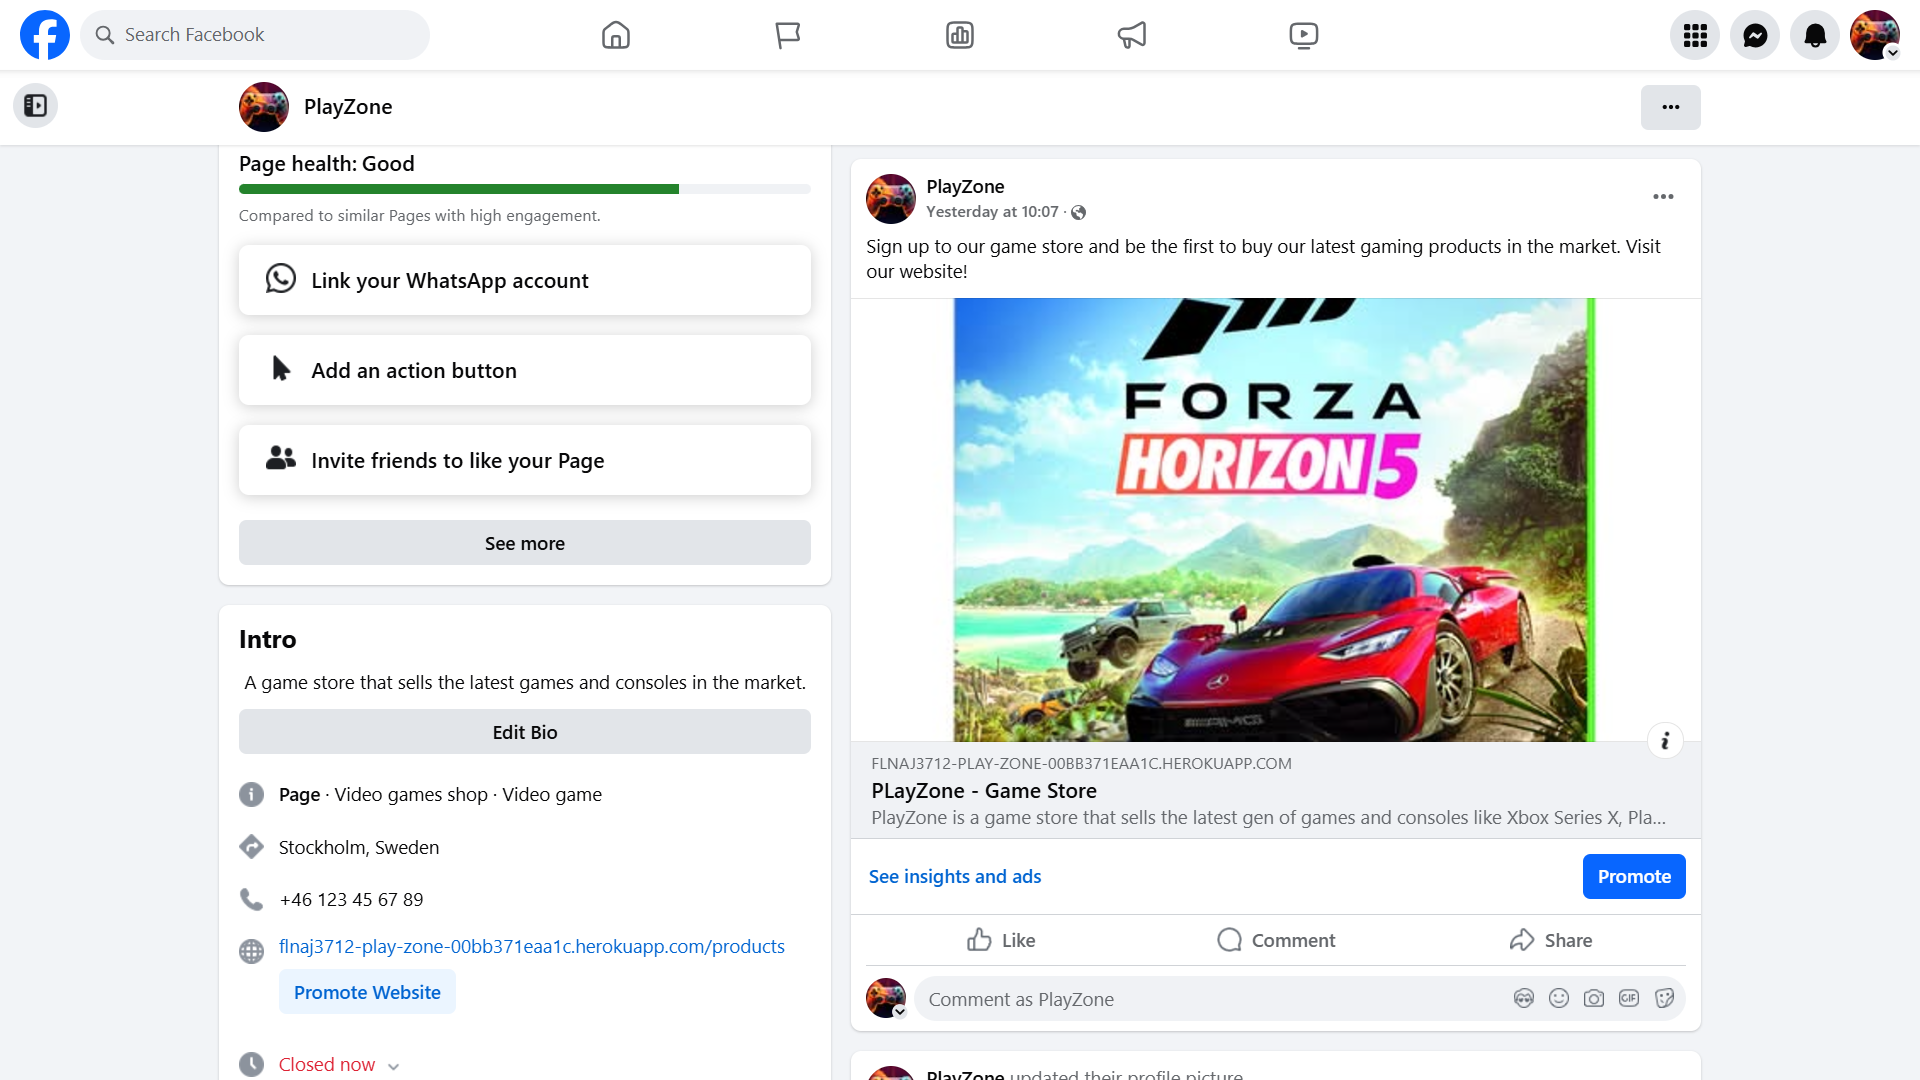 Search Facebook
PlayZone
Page health: Good
Compared to similar Pages with high engagement.
Link your WhatsApp account
Add an action button
Invite friends to like your Page
See more
Intro
A game store that sells the latest games and consoles in the market.
Edit Bio
Page · Video games shop · Video game
Stockholm, Sweden
+46 123 45 67 89
flnaj3712-play-zone-00bb371eaa1c.herokuapp.com/products
Promote Website
Closed now
PlayZone
Yesterday at 10:07 ·
Sign up to our game store and be the first to buy our latest gaming products in the market. Visit
our website!
FORZA
HORIZON 5
AMG
FLNAJ3712-PLAY-ZONE-00BB371EAA1C.HEROKUAPP.COM
PLayZone - Game Store
PlayZone is a game store that sells the latest gen of games and consoles like Xbox Series X, Pla...
See insights and ads
Promote
Like
Comment
Share
Comment as PlayZone
GIF
PlayZone updated their profile picture.